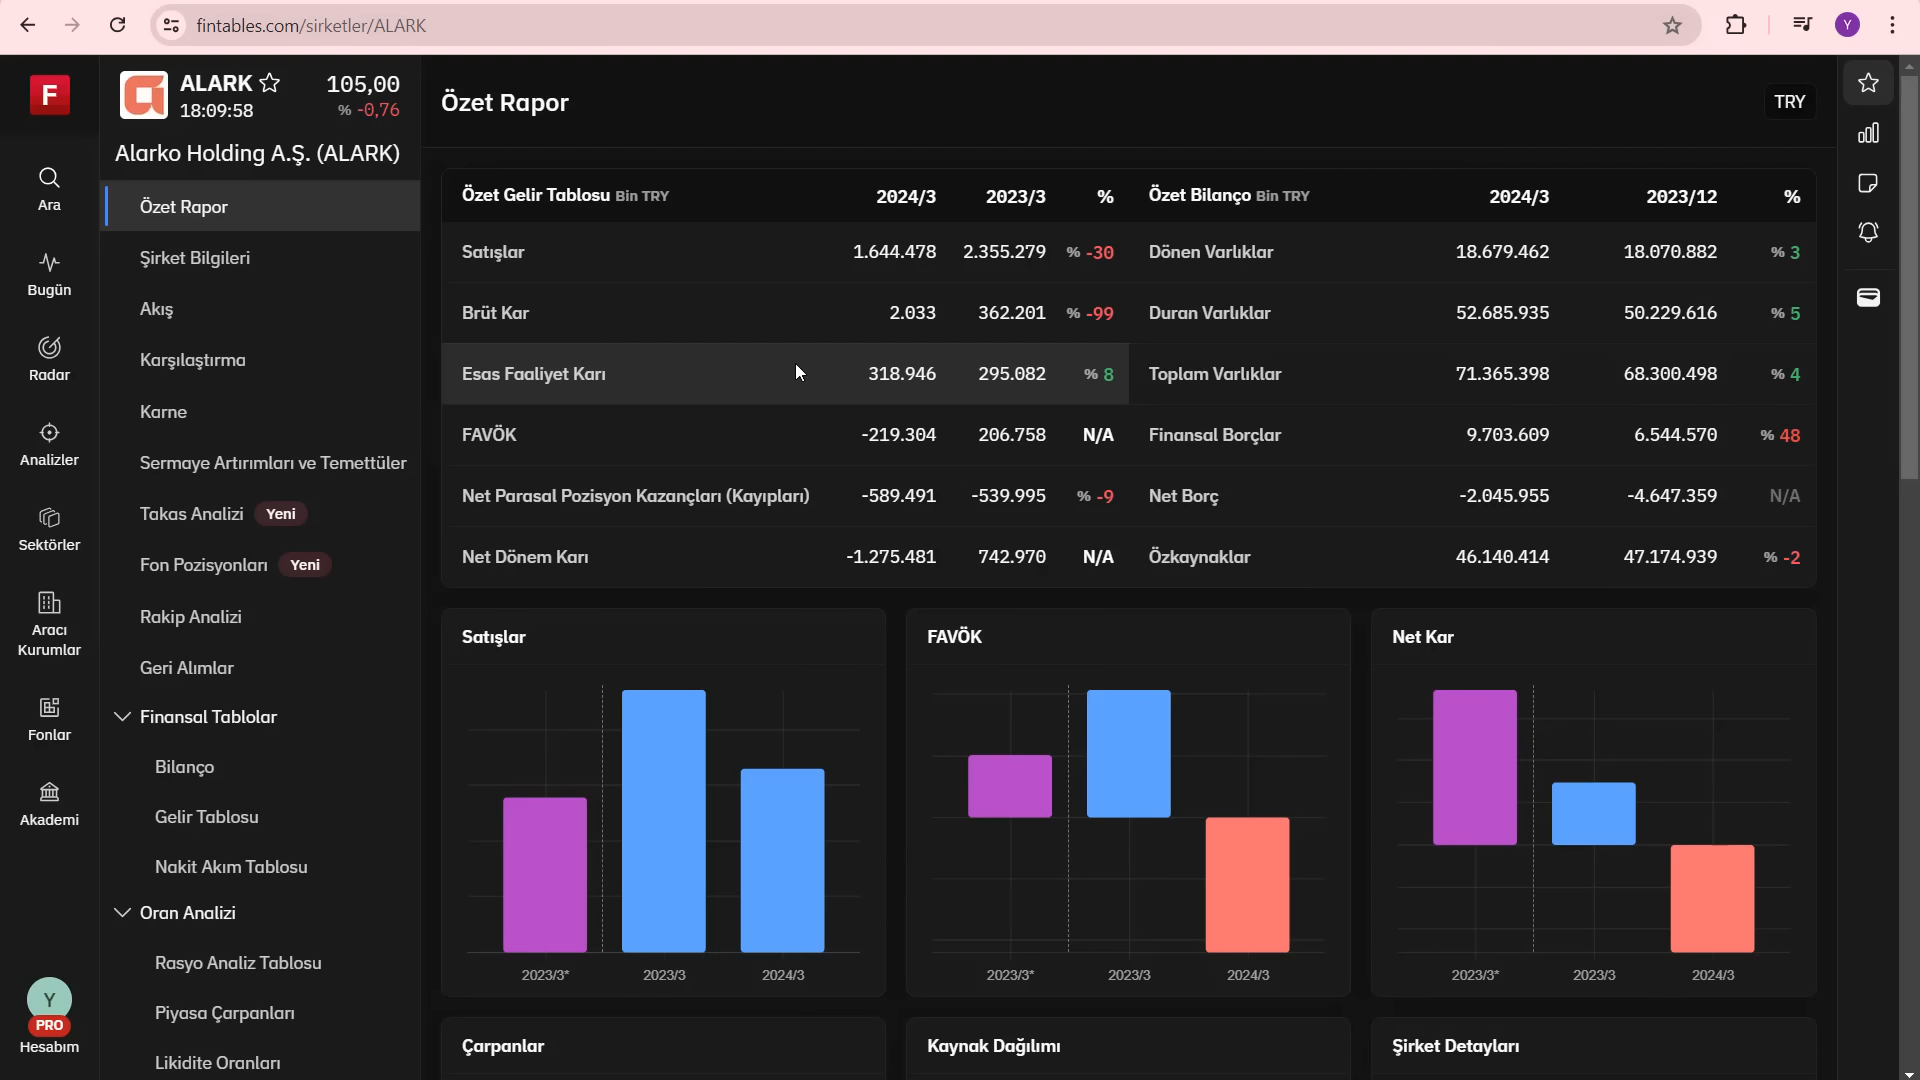 fintables.com/sirketler/ALARK
Y
F
Ara
Bugün
Radar
Analizler
Sektörler
Aracı
Kurumlar
Fonlar
Akademi
Y
PRO
Hesabım
ALARK 105,00
18:09:58 % -0,76
Alarko Holding A.Ş. (ALARK)
Özet Rapor
Şirket Bilgileri
Akış
Karşılaştırma
Karne
Sermaye Artırımları ve Temettüler
Takas Analizi Yeni
Fon Pozisyonları Yeni
Rakip Analizi
Geri Alımlar
Finansal Tablolar
Bilanço
Gelir Tablosu
Nakit Akım Tablosu
Oran Analizi
Rasyo Analiz Tablosu
Piyasa Çarpanları
Likidite Oranları
Özet Rapor TRY
Özet Gelir Tablosu Bin TRY 2024/3 2023/3 %
Satışlar 1.644.478 2.355.279 % -30
Brüt Kar 2.033 362.201 % -99
Esas Faaliyet Karı 318.946 295.082 % 8
FAVÖK -219.304 206.758 N/A
Net Parasal Pozisyon Kazançları (Kayıpları) -589.491 -539.995 % -9
Net Dönem Karı -1.275.481 742.970 N/A
Özet Bilanço Bin TRY 2024/3 2023/12 %
Dönen Varlıklar 18.679.462 18.070.882 % 3
Duran Varlıklar 52.685.935 50.229.616 % 5
Toplam Varlıklar 71.365.398 68.300.498 % 4
Finansal Borçlar 9.703.609 6.544.570 % 48
Net Borç -2.045.955 -4.647.359 N/A
Özkaynaklar 46.140.414 47.174.939 % -2
Satışlar
2023/3* 2023/3 2024/3
FAVÖK
2023/3* 2023/3 2024/3
Net Kar
2023/3* 2023/3 2024/3
Çarpanlar
Kaynak Dağılımı
Şirket Detayları